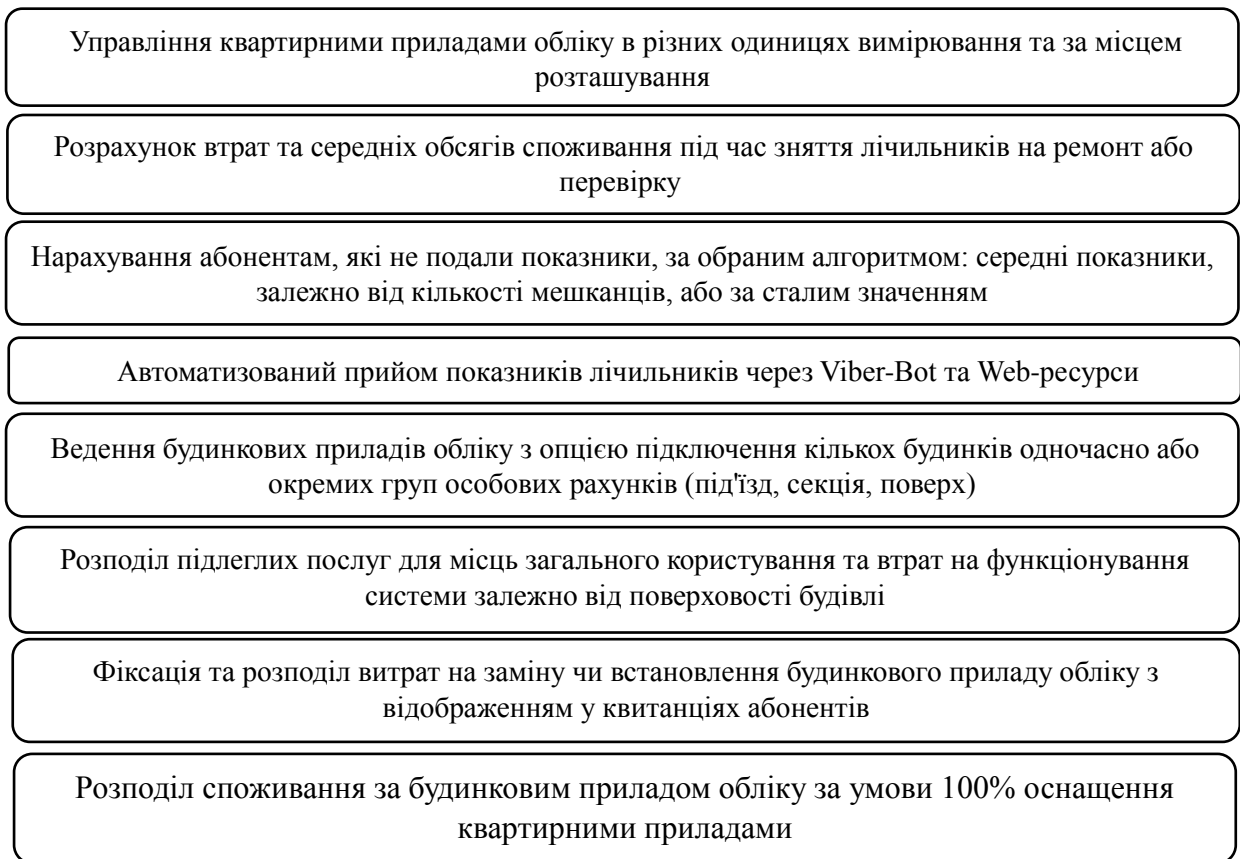 Управління квартирними приладами обліку в різних одиницях вимірювання та за місцем
розташування
Розрахунок втрат та середніх обсягів споживання під час зняття лічильників на ремонт або
перевірку
Нарахування абонентам, які не подали показники, за обраним алгоритмом: середні показники,
залежно від кількості мешканців, або за сталим значенням
Автоматизований прийом показників лічильників через Viber-Bot та Web-ресурси
Ведення будинкових приладів обліку з опцією підключення кількох будинків одночасно або
окремих груп особових рахунків (під'їзд, секція, поверх)
Розподіл підлеглих послуг для місць загального користування та втрат на функціонування
системи залежно від поверховості будівлі
Фіксація та розподіл витрат на заміну чи встановлення будинкового приладу обліку з
відображенням у квитанціях абонентів
Розподіл споживання за будинковим приладом обліку за умови 100% оснащення
квартирними приладами